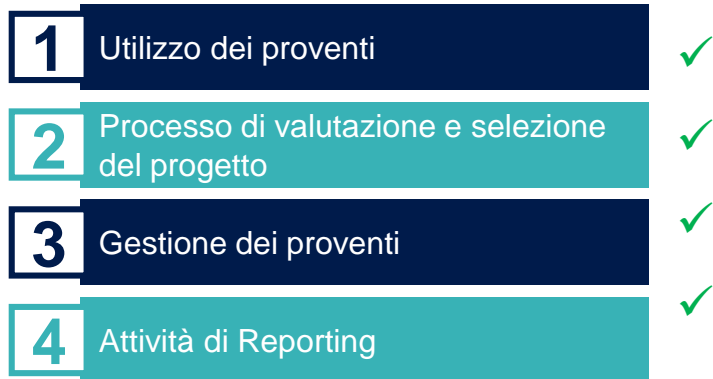 1 Utilizzo dei proventi
2 Processo di valutazione e selezione
del progetto
3 Gestione dei proventi
4 Attività di Reporting